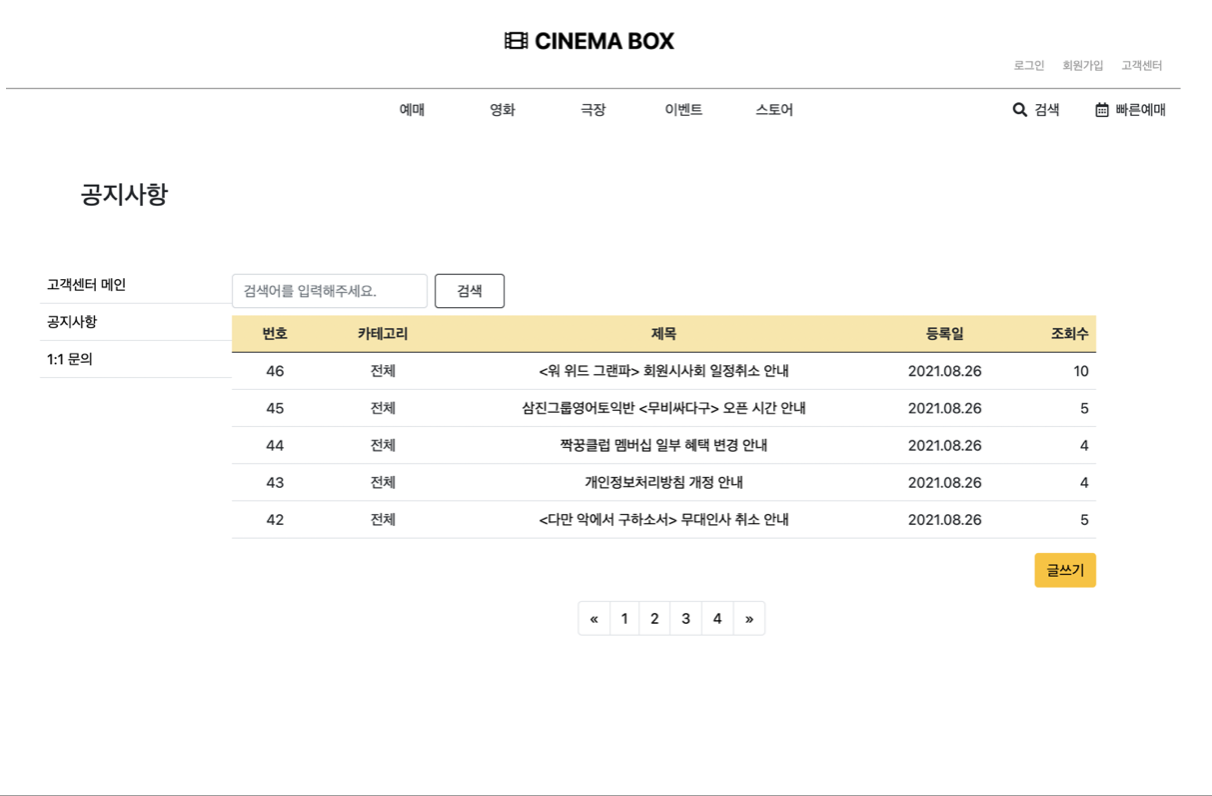 CINEMA BOX
로그인 회원가입 고객센터
예매 영화 극장 이벤트 스토어 검색 빠른예매
공지사항
고객센터 메인
공지사항
1:1 문의
검색어를 입력해주세요. 검색
번호 카테고리 제목 등록일 조회수
46 전체 <워 위드 그랜파> 회원시사회 일정취소 안내 2021.08.26 10
45 전체 삼진그룹영어토익반 <무비싸다구> 오픈 시간 안내 2021.08.26 5
44 전체 짝꿍클럽 멤버십 일부 혜택 변경 안내 2021.08.26 4
43 전체 개인정보처리방침 개정 안내 2021.08.26 4
42 전체 <다만 악에서 구하소서> 무대인사 취소 안내 2021.08.26 5
글쓰기
« 1 2 3 4 »